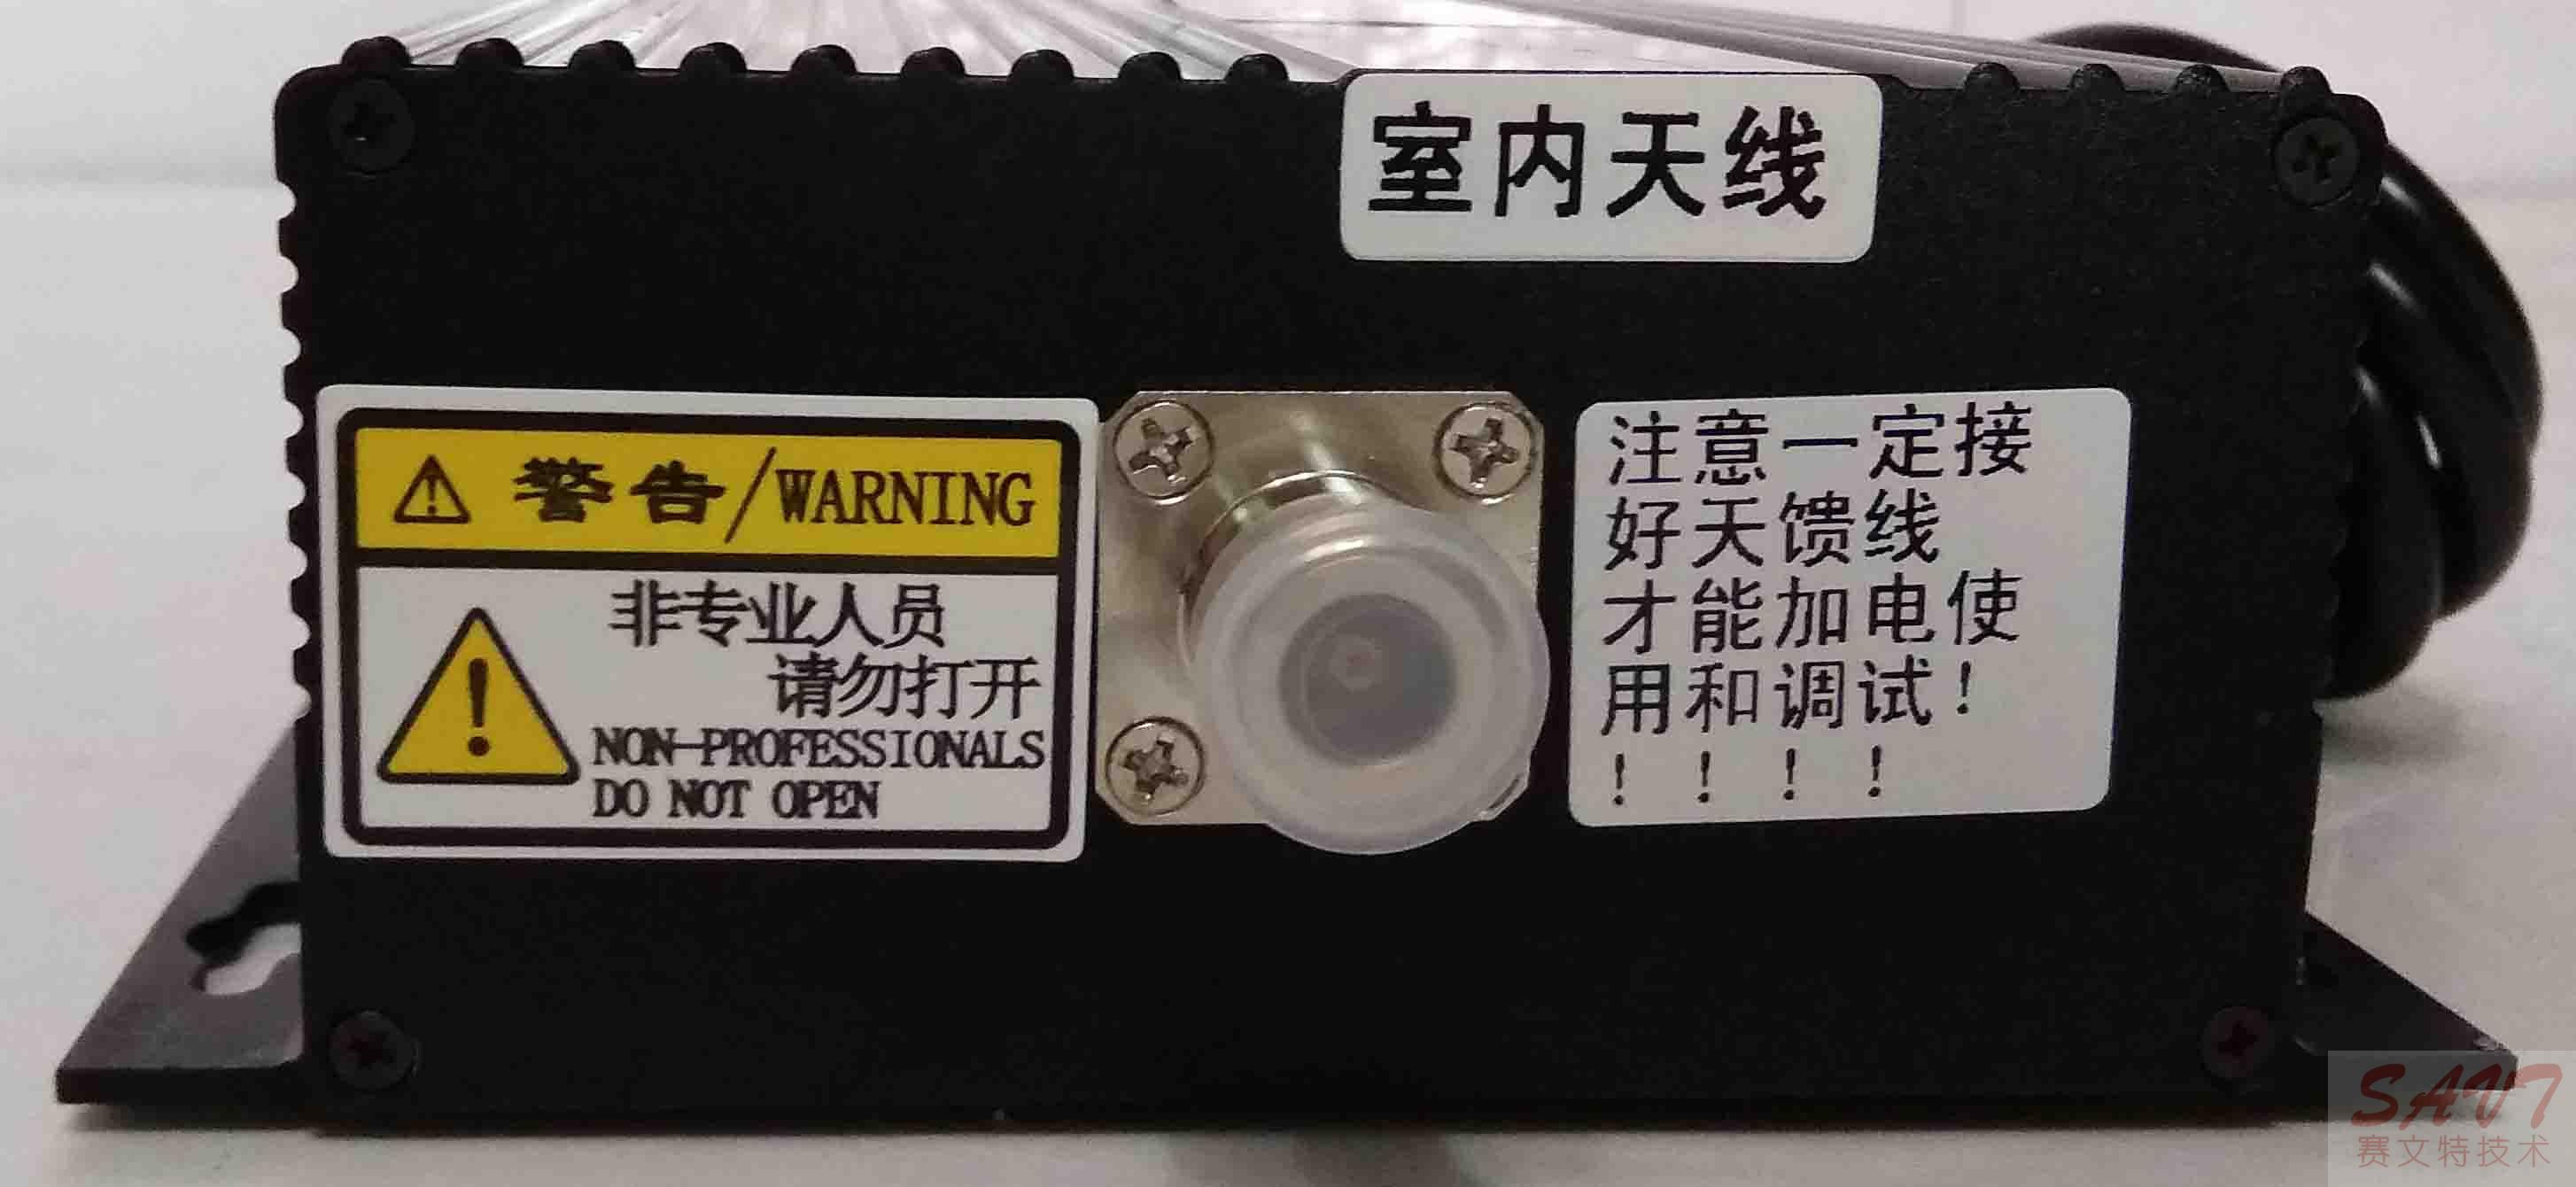 室内天线
警告/WARNING
非专业人员
请勿打开
NON-PROFESSIONALS
DO NOT OPEN
注意一定接
好天馈线
才能加电使
用和调试！
！！！！
SAVT
赛文特技术